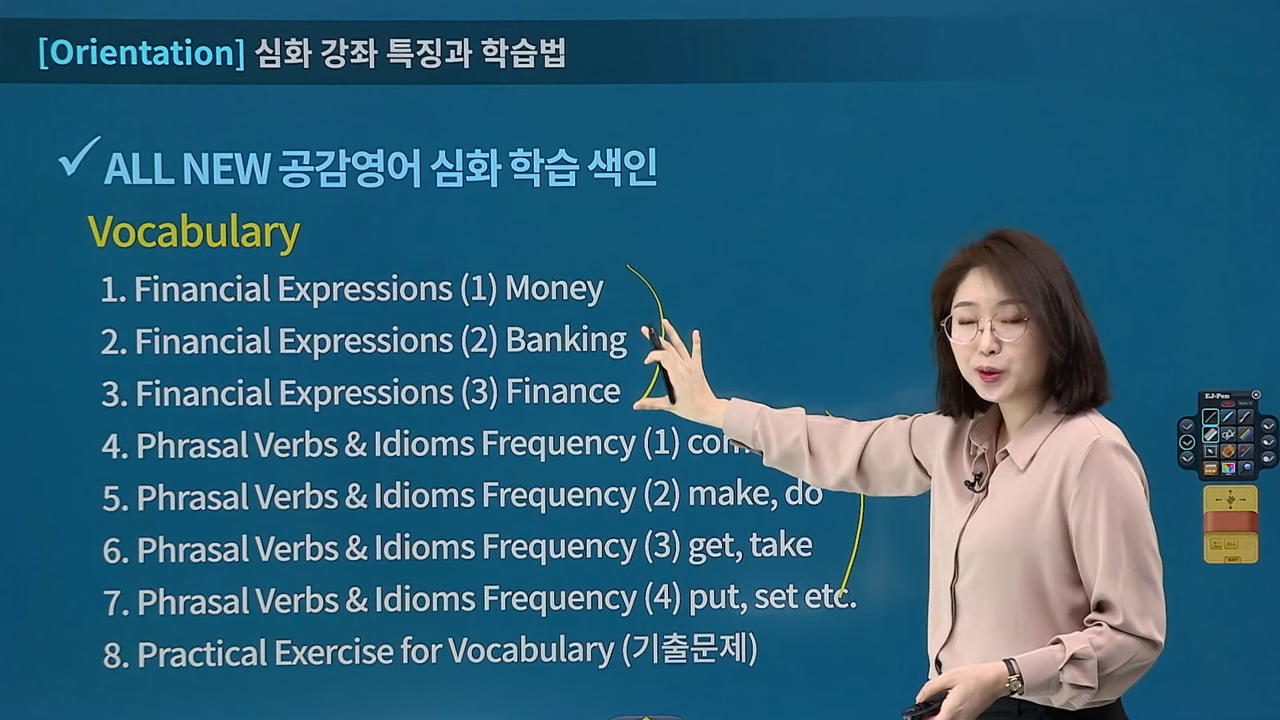 [Orientation] 심화 강좌 특징과 학습법
ALL NEW 공감영어 심화 학습 색인
Vocabulary
1. Financial Expressions (1) Money
2. Financial Expressions (2) Banking
3. Financial Expressions (3) Finance
4. Phrasal Verbs & Idioms Frequency (1)
5. Phrasal Verbs & Idioms Frequency (2) make, do
6. Phrasal Verbs & Idioms Frequency (3) get, take
7. Phrasal Verbs & Idioms Frequency (4) put, set etc.
8. Practical Exercise for Vocabulary (기출문제)
EJ-Pen